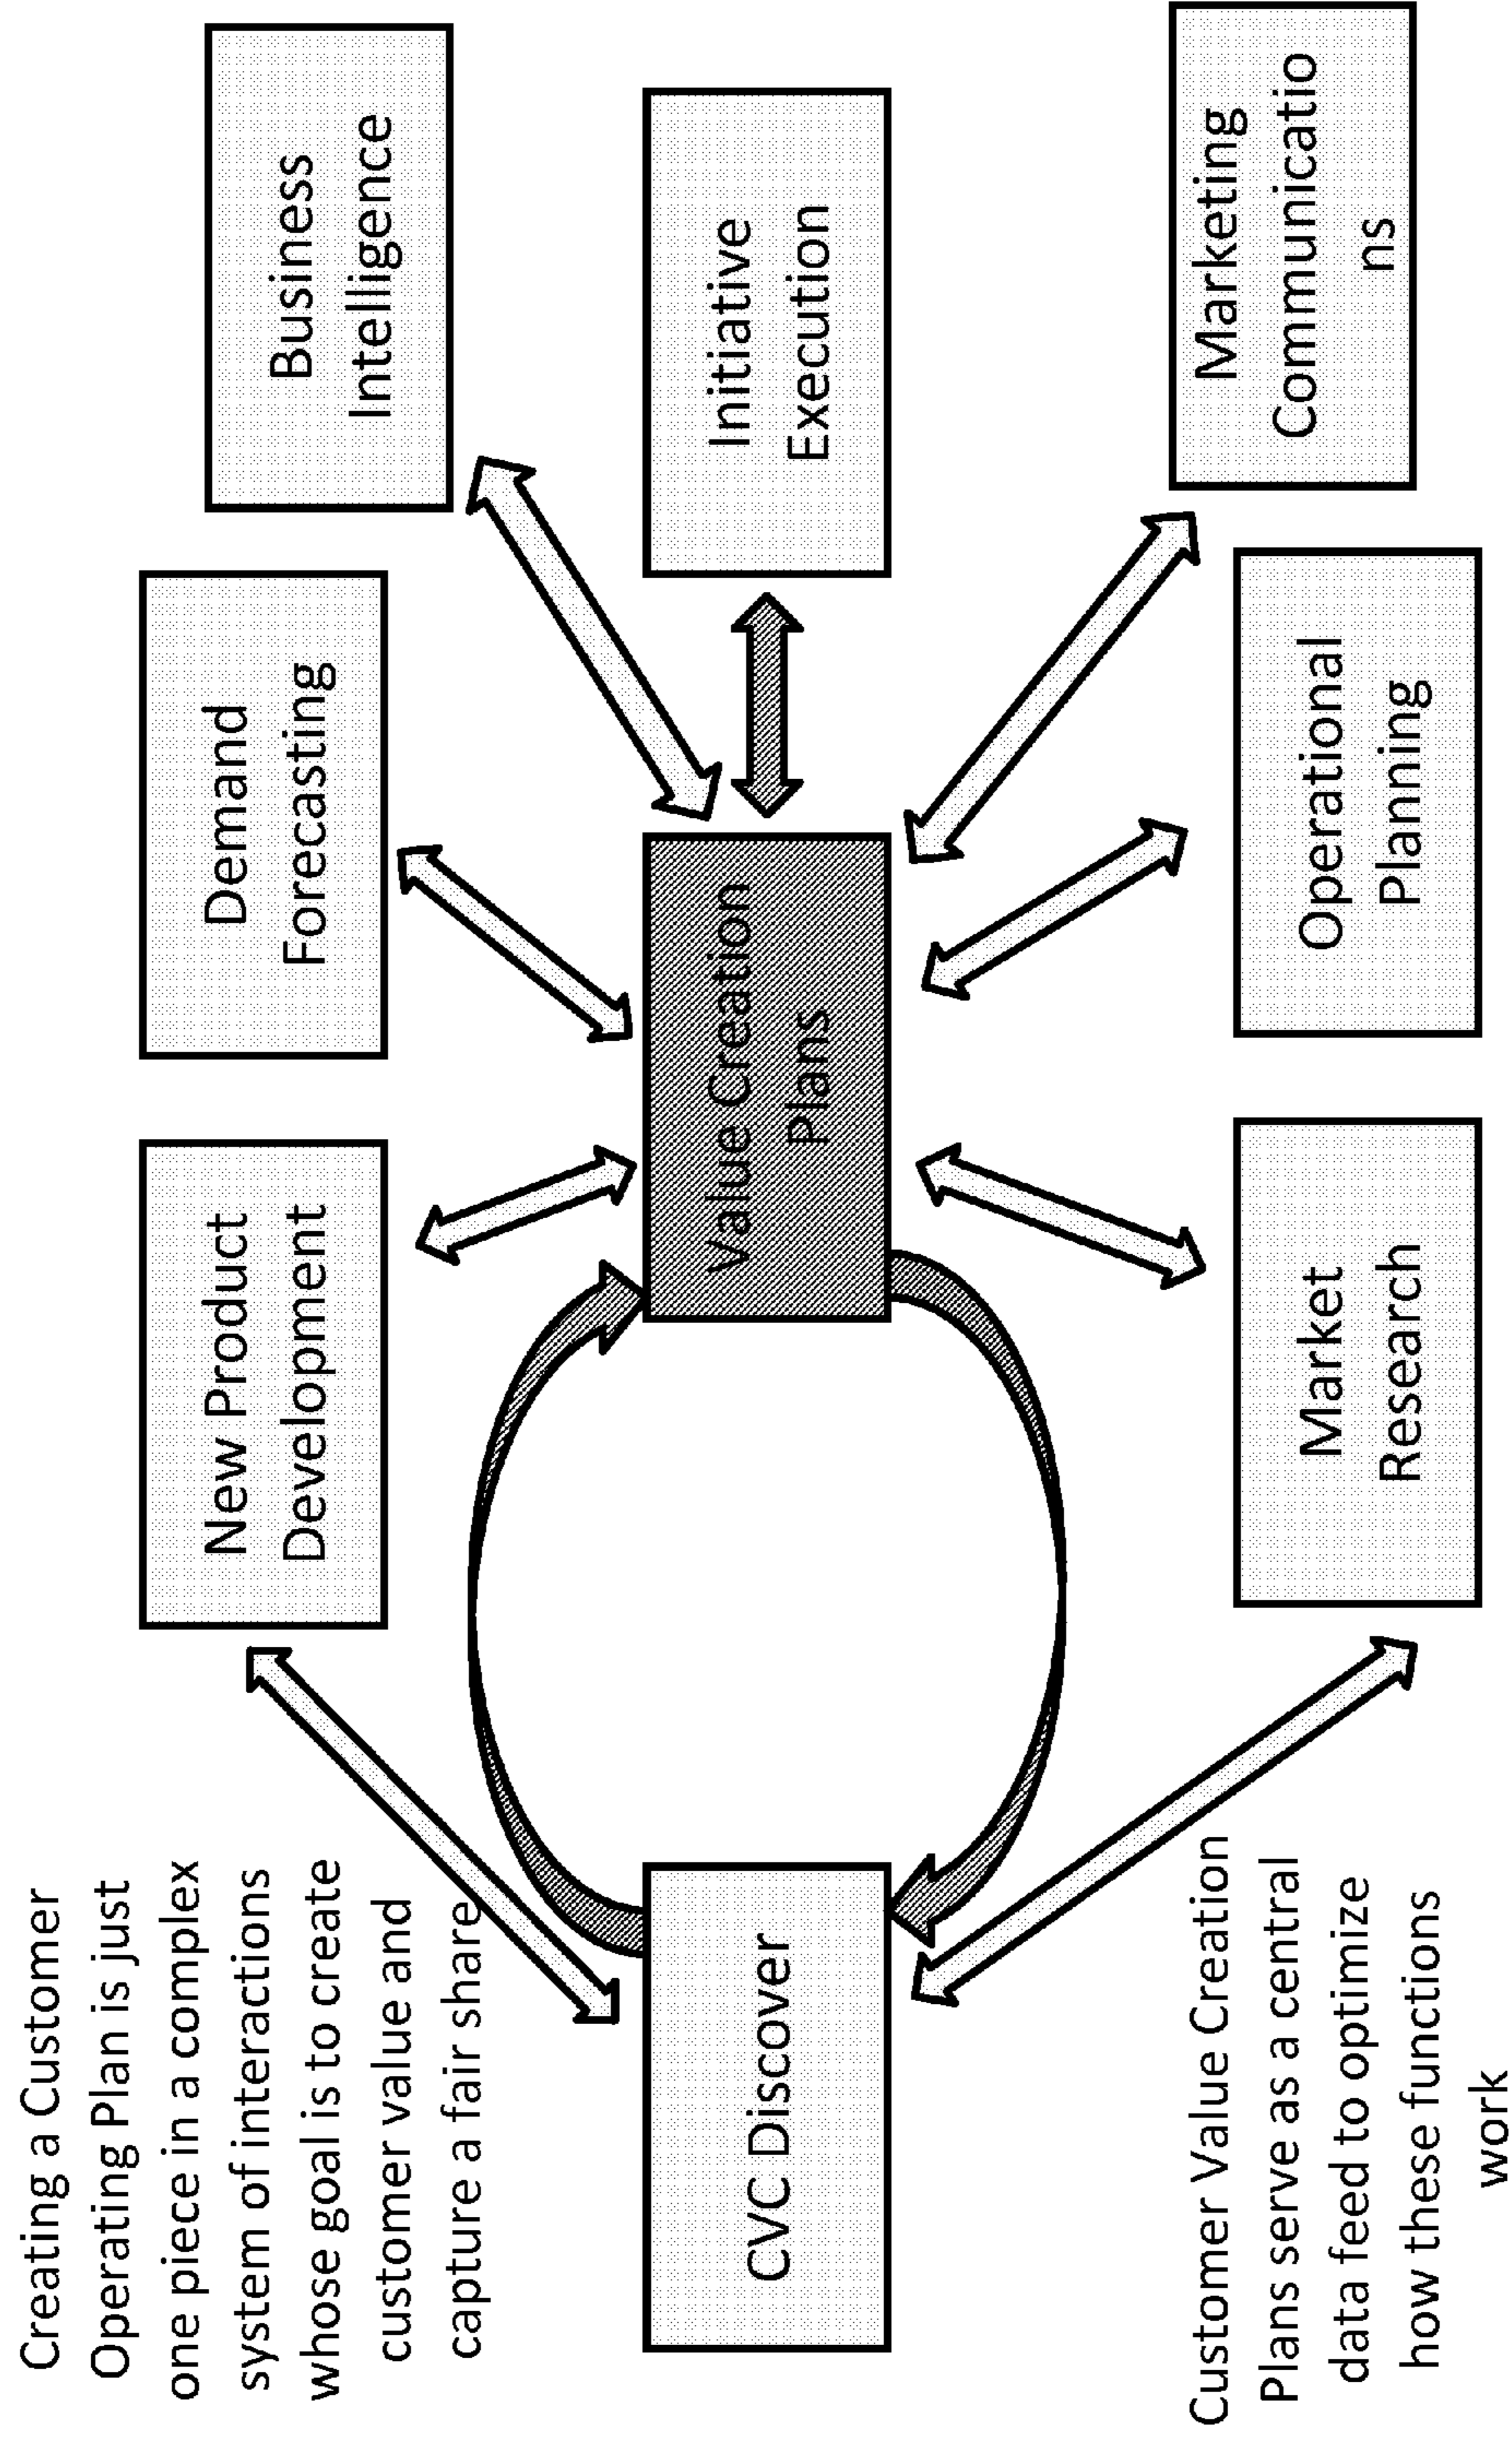 Creating a Customer
Operating Plan is just
one piece in a complex
system of interactions
whose goal is to create
customer value and
capture a fair share
New Product
Development
Demand
Forecasting
Business
Intelligence
CVC Discover
Value Creation
Plans
Initiative
Execution
Customer Value Creation
Plans serve as a central
data feed to optimize
how these functions
work
Market
Research
Operational
Planning
Marketing
Communicatio
ns